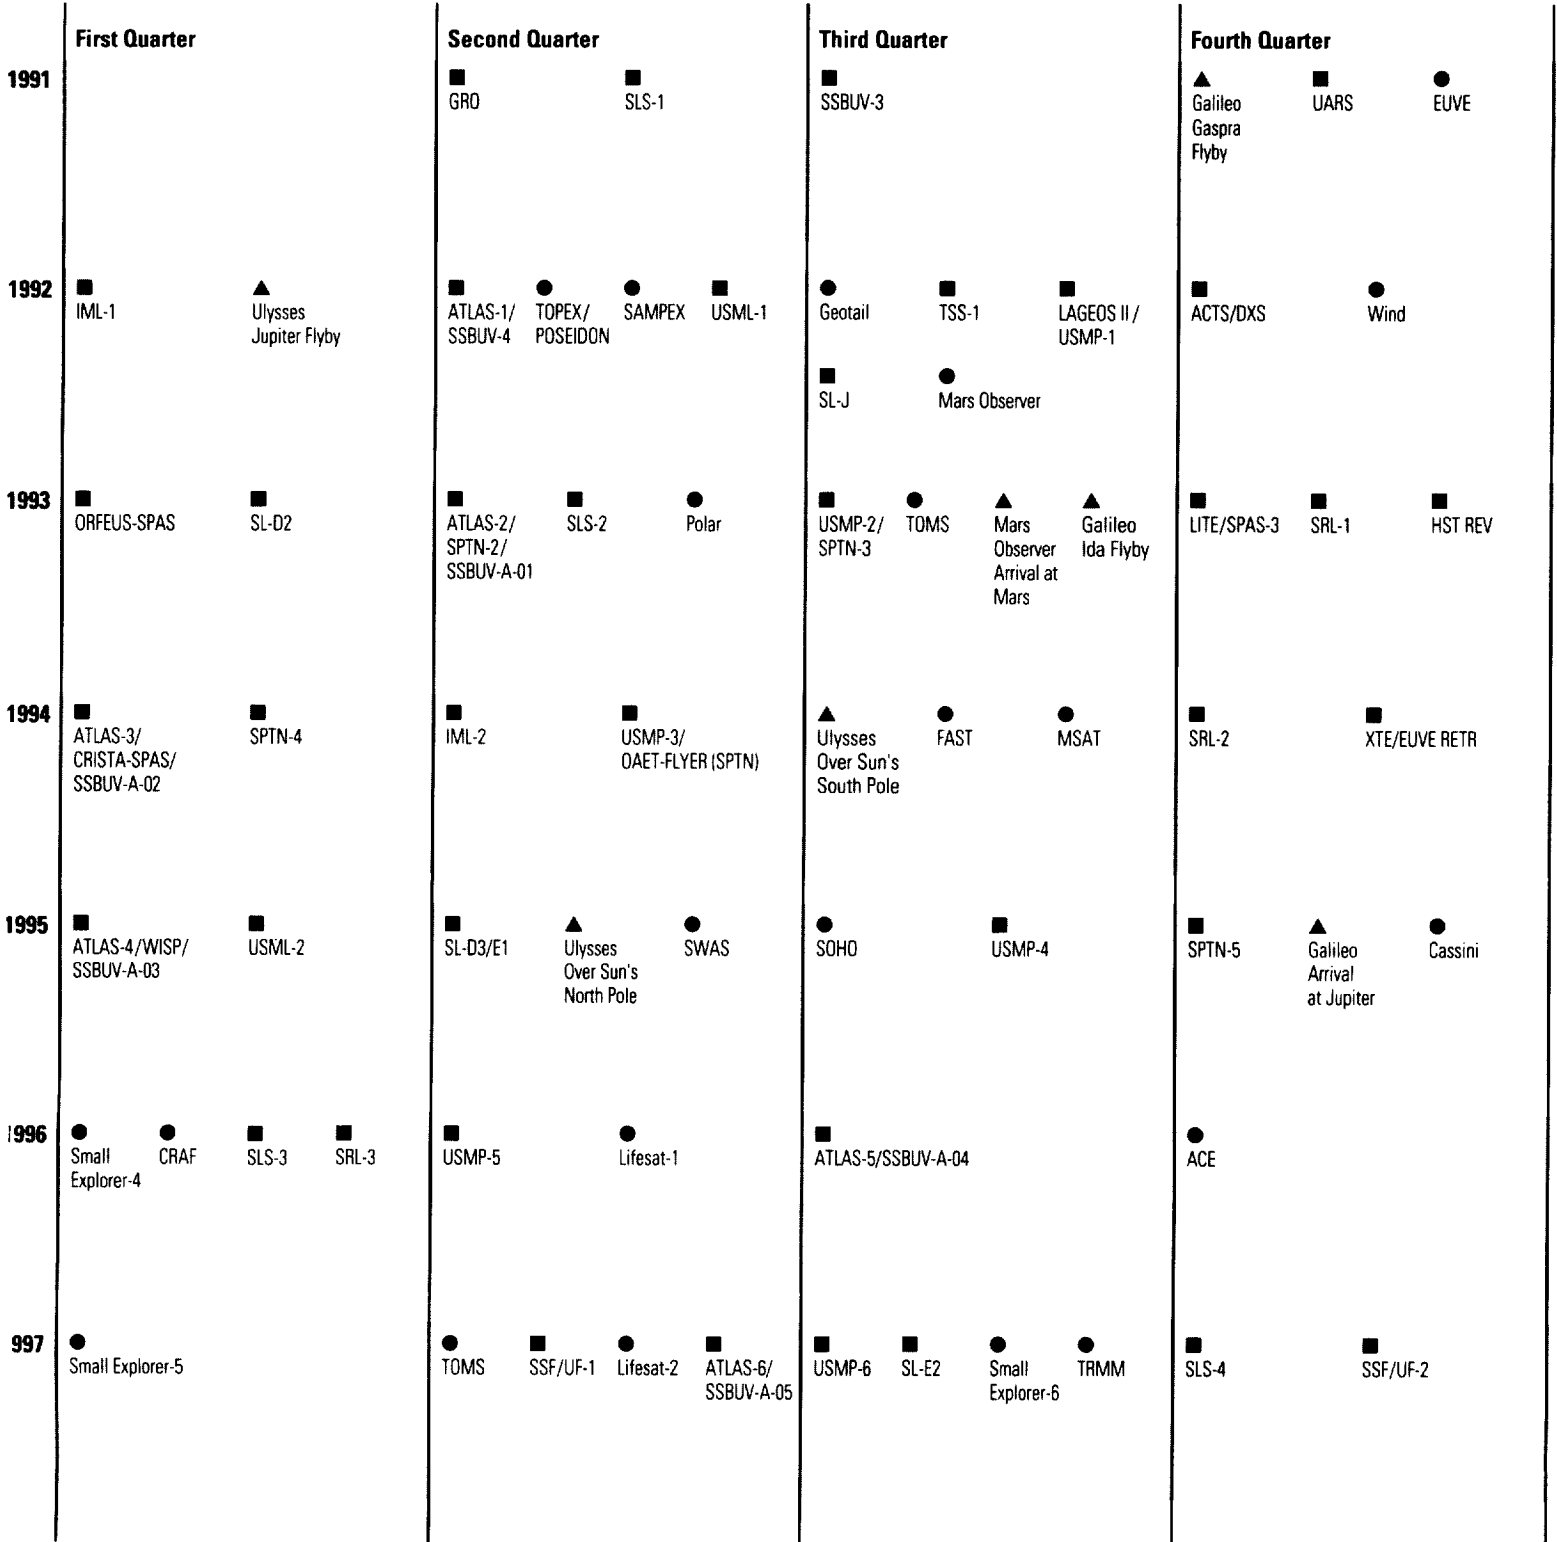 First Quarter
Second Quarter
Third Quarter
Fourth Quarter
1991
GRO
SLS-1
SSBUV-3
Galileo
Gaspra
Flyby
UARS
EUVE
1992
IML-1
Ulysses
Jupiter Flyby
ATLAS-1/
SSBUV-4
TOPEX/
POSEIDON
SAMPEX
USML-1
Geotail
TSS-1
LAGEOS II /
USMP-1
SL-J
Mars Observer
ACTS/DXS
Wind
1993
ORFEUS-SPAS
SL-D2
ATLAS-2/
SPTN-2/
SSBUV-A-01
SLS-2
Polar
USMP-2/
SPTN-3
TOMS
Mars
Observer
Arrival at
Mars
Galileo
Ida Flyby
LITE/SPAS-3
SRL-1
HST REV
1994
ATLAS-3/
CRISTA-SPAS/
SSBUV-A-02
SPTN-4
IML-2
USMP-3/
OAET-FLYER (SPTN)
Ulysses
Over Sun's
South Pole
FAST
MSAT
SRL-2
XTE/EUVE RETR
1995
ATLAS-4/WISP/
SSBUV-A-03
USML-2
SL-D3/E1
Ulysses
Over Sun's
North Pole
SWAS
SOHO
USMP-4
SPTN-5
Galileo
Arrival
at Jupiter
Cassini
1996
Small
Explorer-4
CRAF
SLS-3
SRL-3
USMP-5
Lifesat-1
ATLAS-5/SSBUV-A-04
ACE
997
Small Explorer-5
TOMS
SSF/UF-1
Lifesat-2
ATLAS-6/
SSBUV-A-05
USMP-6
SL-E2
Small
Explorer-6
TRMM
SLS-4
SSF/UF-2